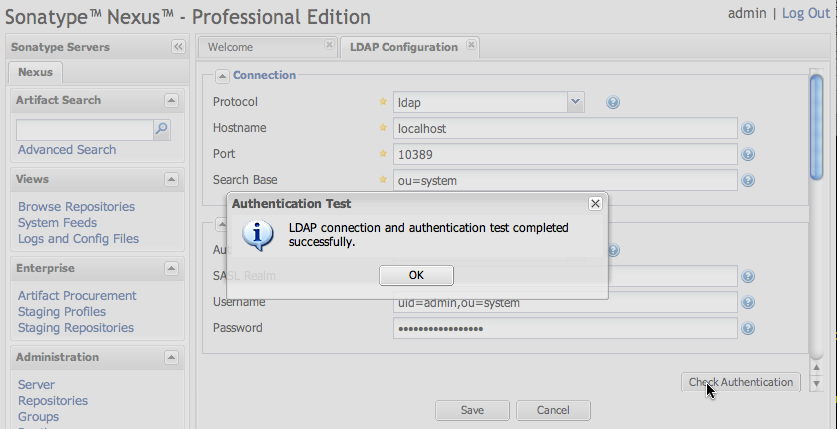 Sonatype™ Nexus™ - Professional Edition
admin | Log Out
Sonatype Servers
Nexus
Artifact Search
Advanced Search
Views
Browse Repositories
System Feeds
Logs and Config Files
Enterprise
Artifact Procurement
Staging Profiles
Staging Repositories
Administration
Server
Repositories
Groups
Welcome
LDAP Configuration
Connection
Protocol ldap
Hostname localhost
Port 10389
Search Base ou=system
Authentication Test
LDAP connection and authentication test completed
successfully.
OK
SASL Realm
Username uid=admin,ou=system
Password ••••••••••••••••
Check Authentication
Save Cancel